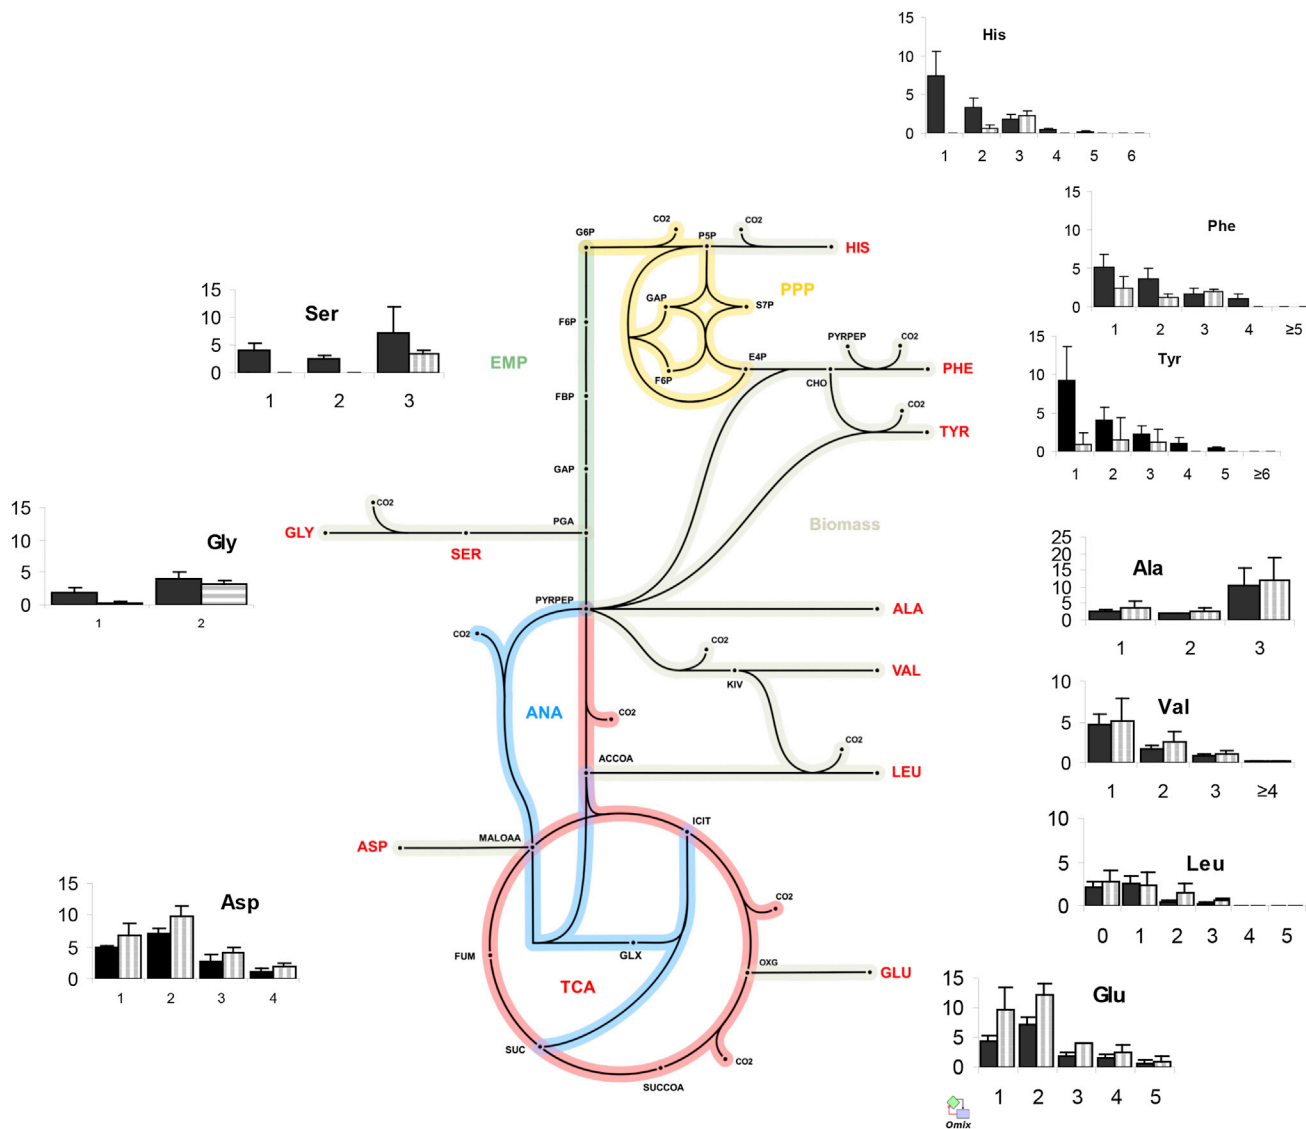 15
His
10
5
0
1 2 3 4 5 6
15
Phe
10
5
0
1 2 3 4 ≥5
CO2 CO2
G6P P5P HIS
PPP
GAP S7P
15
Ser
10
5
0
1 2 3
F6P
EMP
E4P
F6P
PYRPEP CO2
PHE
CHO
15
Tyr
10
5
0
1 2 3 4 5 ≥6
FBP
CO2
TYR
GAP
15
Gly
10
5
0
1 2
CO2
PGA
GLY
SER
Biomass
25
20
15
10
5
0
Ala
1 2 3
PYRPEP
ALA
CO2
CO2
KIV
VAL
10
Val
5
0
1 2 3 ≥4
ANA
CO2
CO2
ACCOA
LEU
10
Leu
5
0
0 1 2 3 4 5
ICIT
MALOAA
ASP
15
Asp
10
5
0
1 2 3 4
CO2
FUM
GLX
OXG
GLU
TCA
15
Glu
10
5
0
1 2 3 4 5
SUC
CO2
SUCCOA
Omix